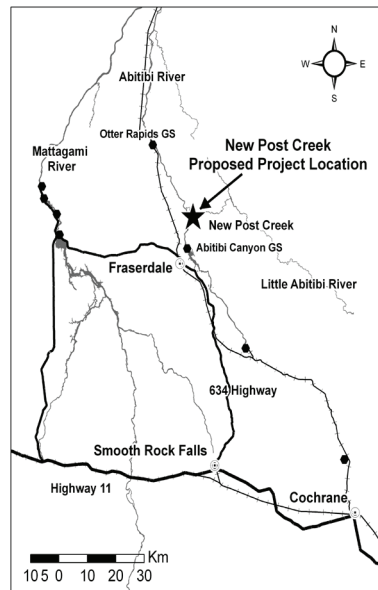 N
W E
S
Abitibi River
Otter Rapids GS
New Post Creek
Proposed Project Location
Mattagami
River
New Post Creek
Abitibi Canyon GS
Fraserdale
Little Abitibi River
634 Highway
Smooth Rock Falls
Highway 11
Cochrane
Km
10 5 0 10 20 30